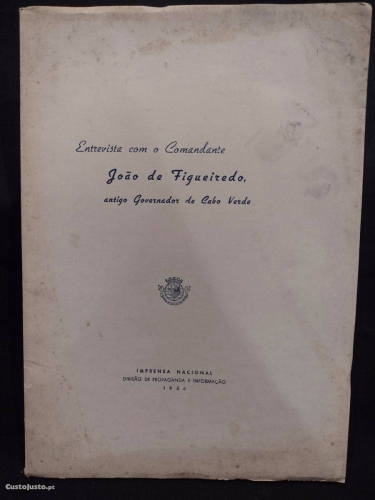 Entrevista com o Comandante
João de Figueiredo,
antigo Governador de Cabo Verde
IMPRENSA NACIONAL
DIVISÃO DE PROPAGANDA E INFORMAÇÃO
CustoJusto.pt